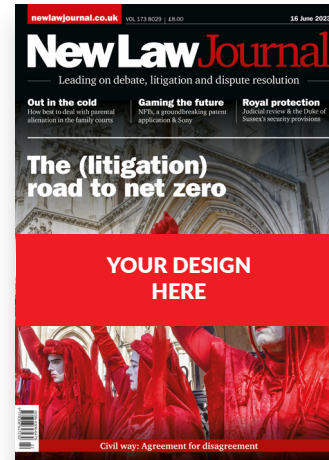 newlawjournal.co.uk VOL 173 8029 | £8.00 16 June 2023
New Law Journal
Leading on debate, litigation and dispute resolution
Out in the cold
How best to deal with parental
alienation in the family courts
Gaming the future
NFTs, a groundbreaking patent
application & Sony
Royal protection
Judicial review & the Duke of
Sussex's security provisions
The (litigation)
road to net zero
YOUR DESIGN
HERE
Civil way: Agreement for disagreement